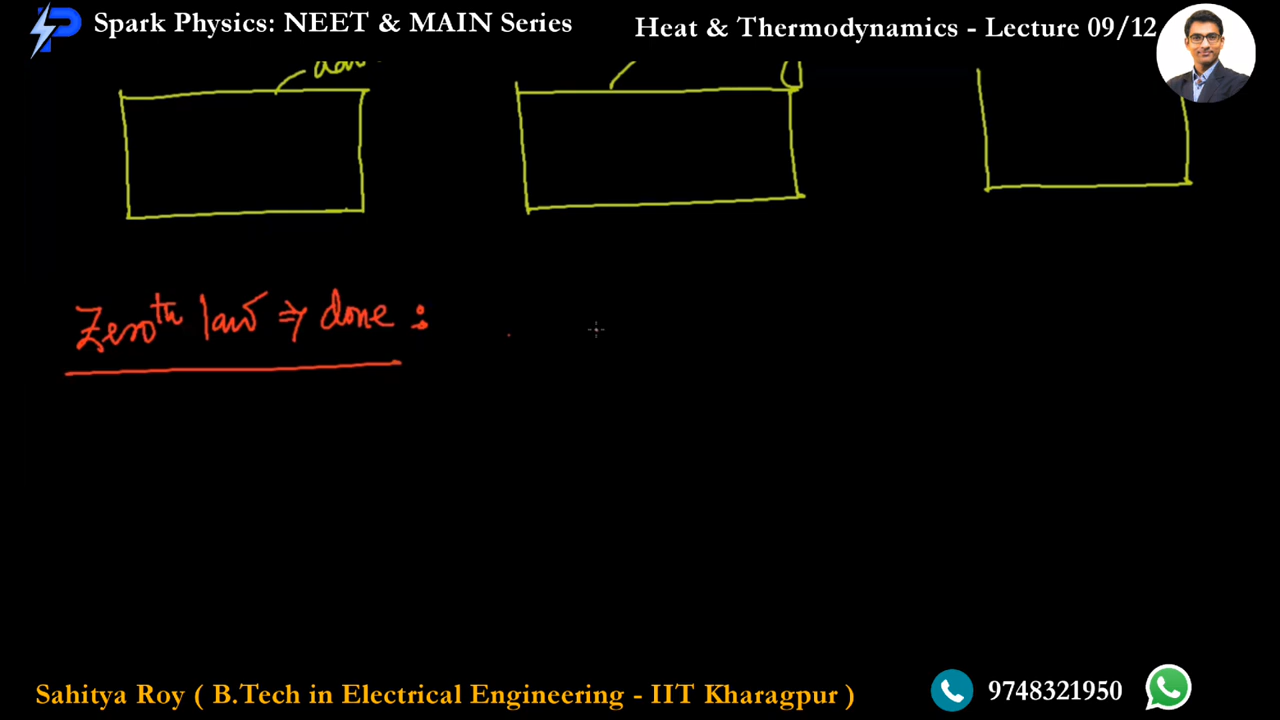 Spark Physics: NEET & MAIN Series
Heat & Thermodynamics - Lecture 09/12
Zeroth law ⇒ done :
Sahitya Roy ( B.Tech in Electrical Engineering - IIT Kharagpur )
9748321950